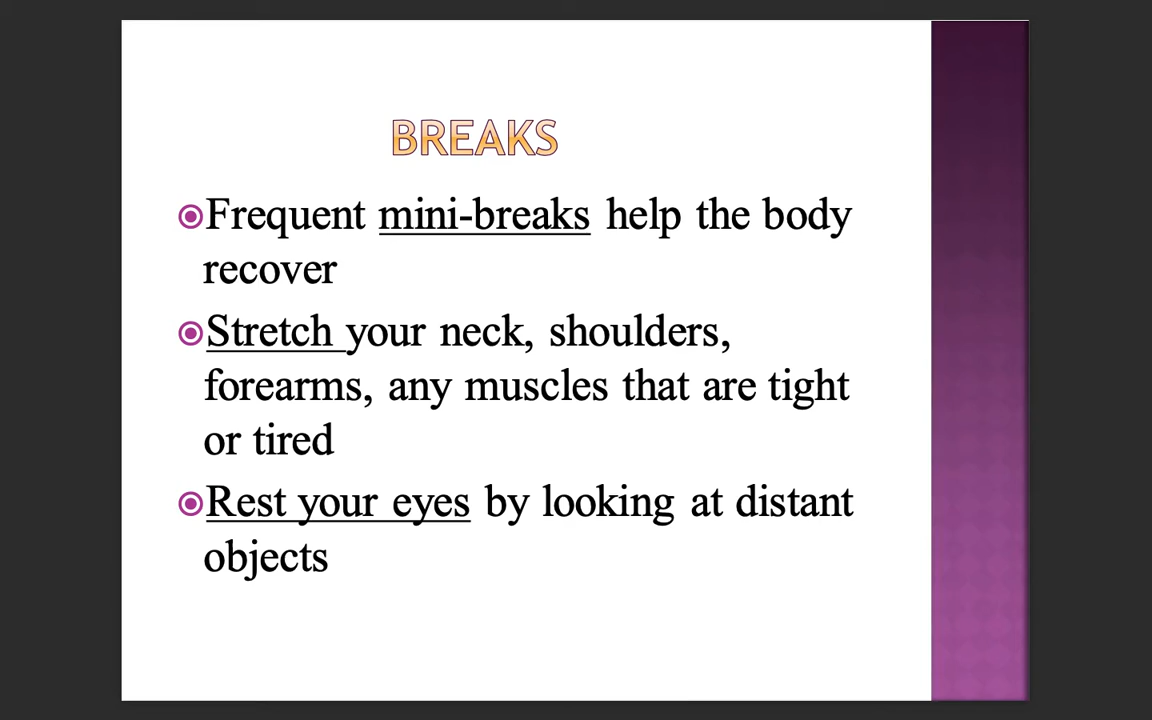 BREAKS
Frequent mini-breaks help the body
recover
Stretch your neck, shoulders,
forearms, any muscles that are tight
or tired
Rest your eyes by looking at distant
objects